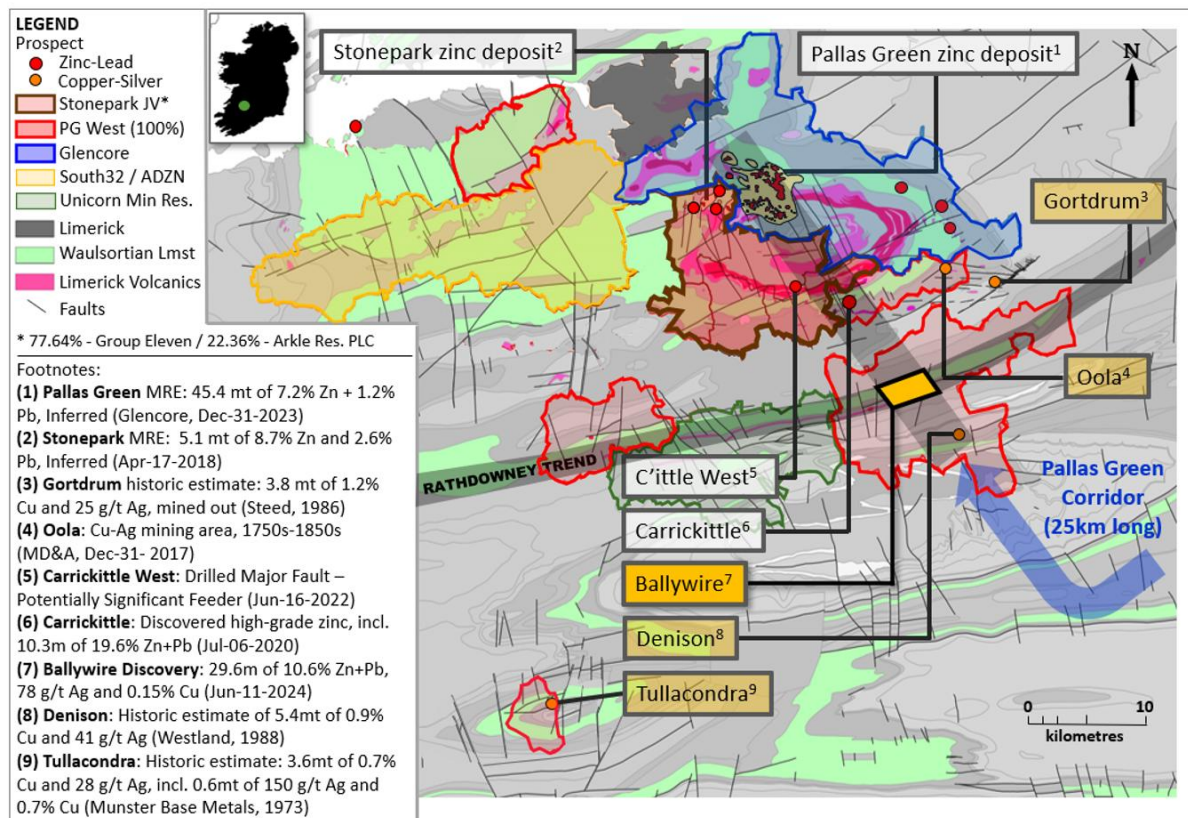 LEGEND
Prospect
Zinc-Lead
Copper-Silver
Stonepark JV*
PG West (100%)
Glencore
South32 / ADZN
Unicorn Min Res.
Limerick
Waulsortian Lmst
Limerick Volcanics
Faults
* 77.64% - Group Eleven / 22.36% - Arkle Res. PLC
Footnotes:
(1) Pallas Green MRE: 45.4 mt of 7.2% Zn + 1.2%
Pb, Inferred (Glencore, Dec-31-2023)
(2) Stonepark MRE:  5.1 mt of 8.7% Zn and 2.6%
Pb, Inferred (Apr-17-2018)
(3) Gortdrum historic estimate: 3.8 mt of 1.2%
Cu and 25 g/t Ag, mined out (Steed, 1986)
(4) Oola: Cu-Ag mining area, 1750s-1850s
(MD&A, Dec-31- 2017)
(5) Carrickittle West: Drilled Major Fault –
Potentially Significant Feeder (Jun-16-2022)
(6) Carrickittle: Discovered high-grade zinc, incl.
10.3m of 19.6% Zn+Pb (Jul-06-2020)
(7) Ballywire Discovery: 29.6m of 10.6% Zn+Pb,
78 g/t Ag and 0.15% Cu (Jun-11-2024)
(8) Denison: Historic estimate of 5.4mt of 0.9%
Cu and 41 g/t Ag (Westland, 1988)
(9) Tullacondra: Historic estimate: 3.6mt of 0.7%
Cu and 28 g/t Ag, incl. 0.6mt of 150 g/t Ag and
0.7% Cu (Munster Base Metals, 1973)
Stonepark zinc deposit²
Pallas Green zinc deposit¹
N
Gortdrum³
Oola⁴
RATHDOWNEY TREND
C'ittle West⁵
Carrickittle⁶
Ballywire⁷
Denison⁸
Tullacondra⁹
Pallas Green
Corridor
(25km long)
0 10
kilometres